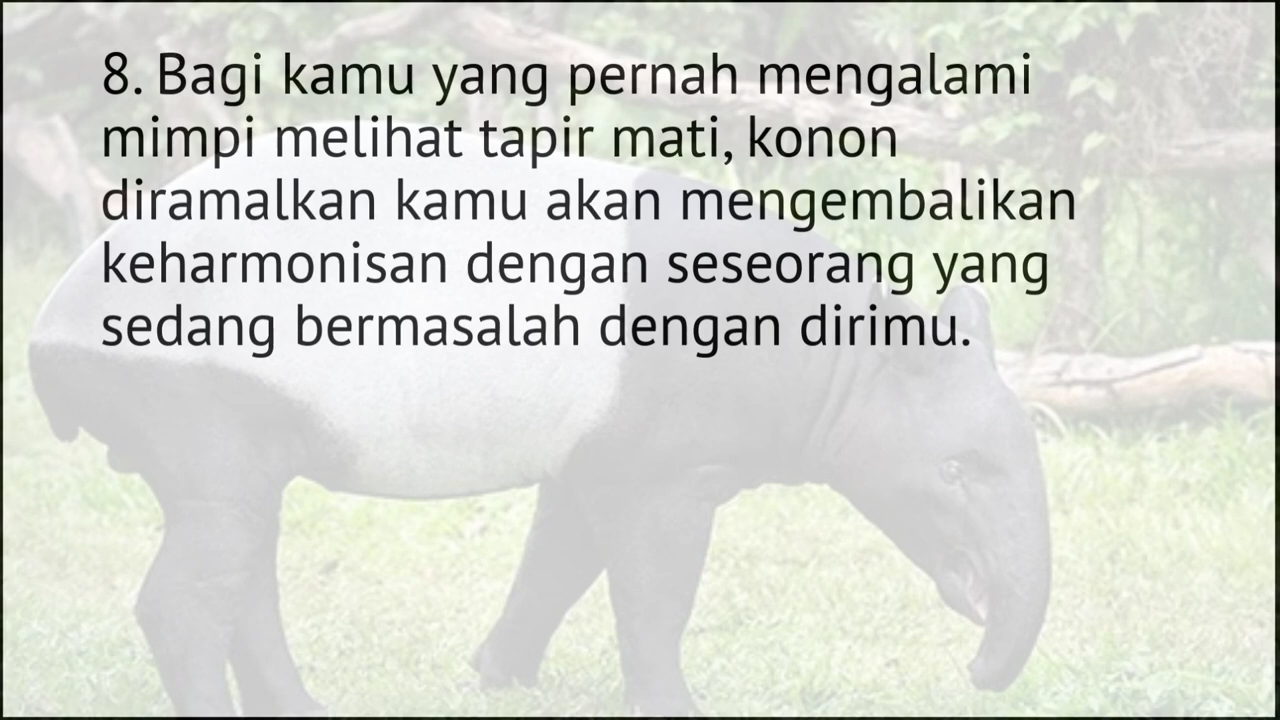 8. Bagi kamu yang pernah mengalami
mimpi melihat tapir mati, konon
diramalkan kamu akan mengembalikan
keharmonisan dengan seseorang yang
sedang bermasalah dengan dirimu.